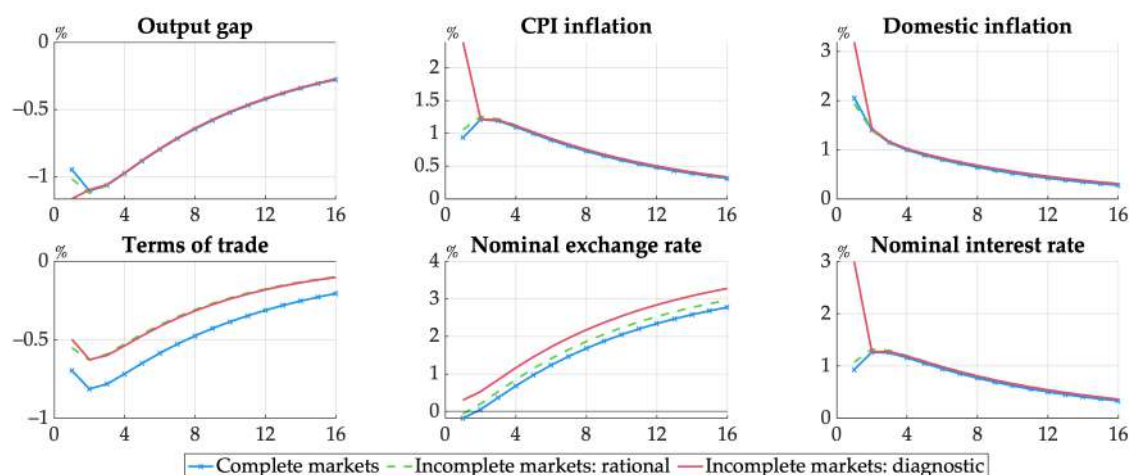 Output gap
0 %
−0.5
−1
0 4 8 12 16
CPI inflation
%
2
1.5
1
0.5
0
0 4 8 12 16
Domestic inflation
3 %
2
1
0
0 4 8 12 16
Terms of trade
0 %
−0.5
−1
0 4 8 12 16
Nominal exchange rate
4 %
3
2
1
0
0 4 8 12 16
Nominal interest rate
3 %
2
1
0
0 4 8 12 16
Complete markets Incomplete markets: rational Incomplete markets: diagnostic